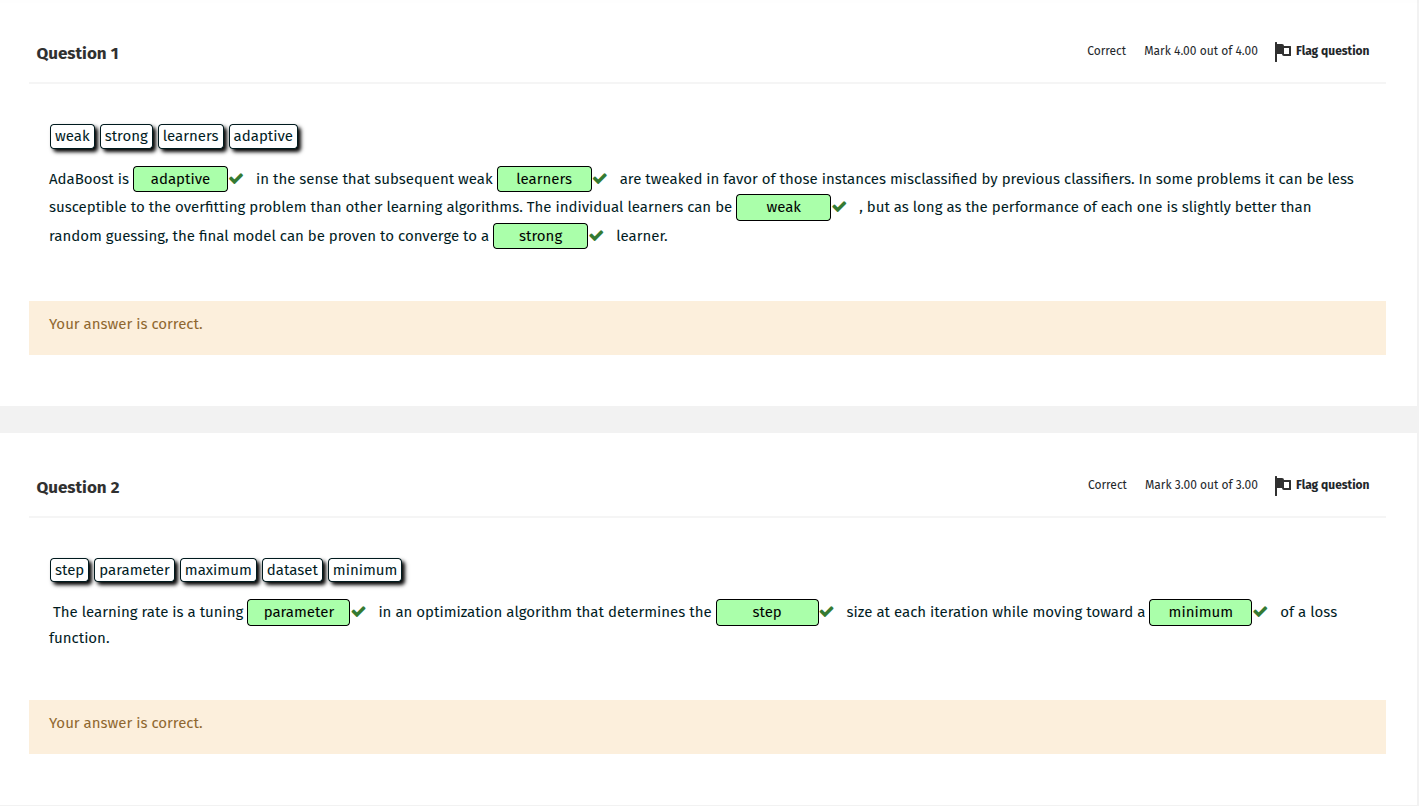 Question 1
Correct Mark 4.00 out of 4.00 Flag question
weak strong learners adaptive
AdaBoost is adaptive in the sense that subsequent weak learners are tweaked in favor of those instances misclassified by previous classifiers. In some problems it can be less
susceptible to the overfitting problem than other learning algorithms. The individual learners can be weak , but as long as the performance of each one is slightly better than
random guessing, the final model can be proven to converge to a strong learner.
Your answer is correct.
Question 2
Correct Mark 3.00 out of 3.00 Flag question
step parameter maximum dataset minimum
The learning rate is a tuning parameter in an optimization algorithm that determines the step size at each iteration while moving toward a minimum of a loss
function.
Your answer is correct.